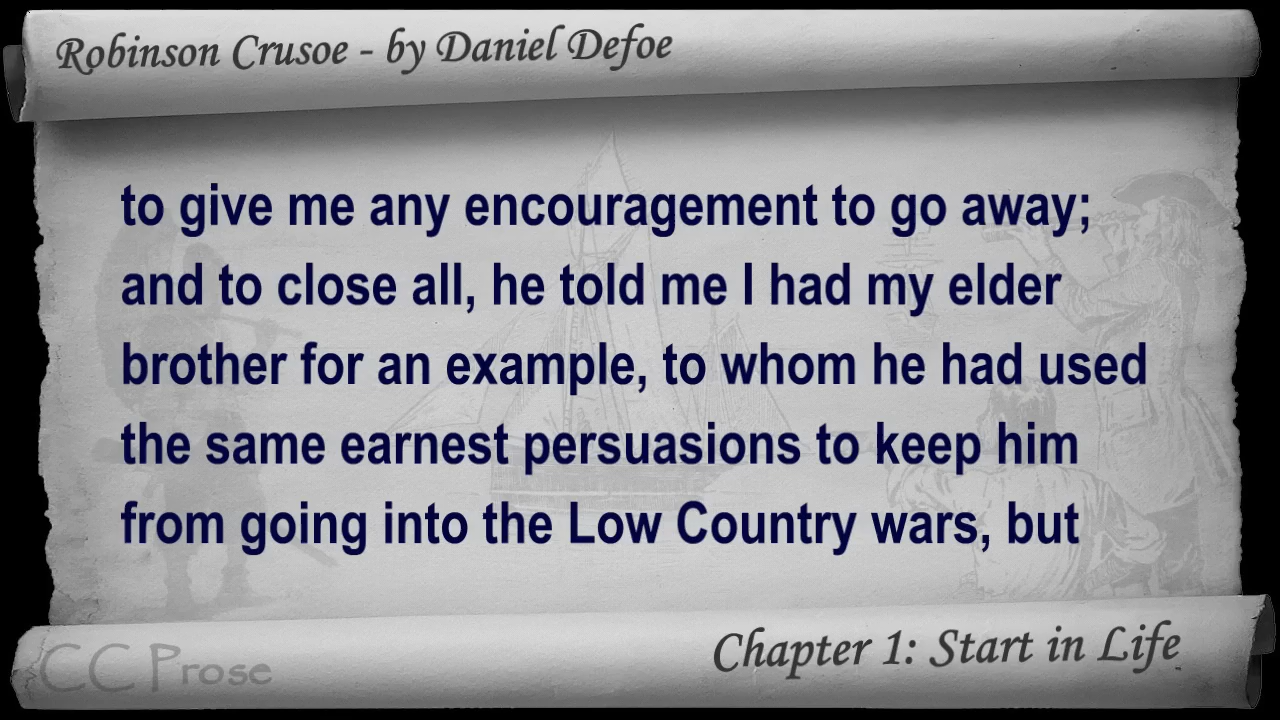 Robinson Crusoe - by Daniel Defoe
to give me any encouragement to go away;
and to close all, he told me I had my elder
brother for an example, to whom he had used
the same earnest persuasions to keep him
from going into the Low Country wars, but
Chapter 1: Start in Life
CC Prose